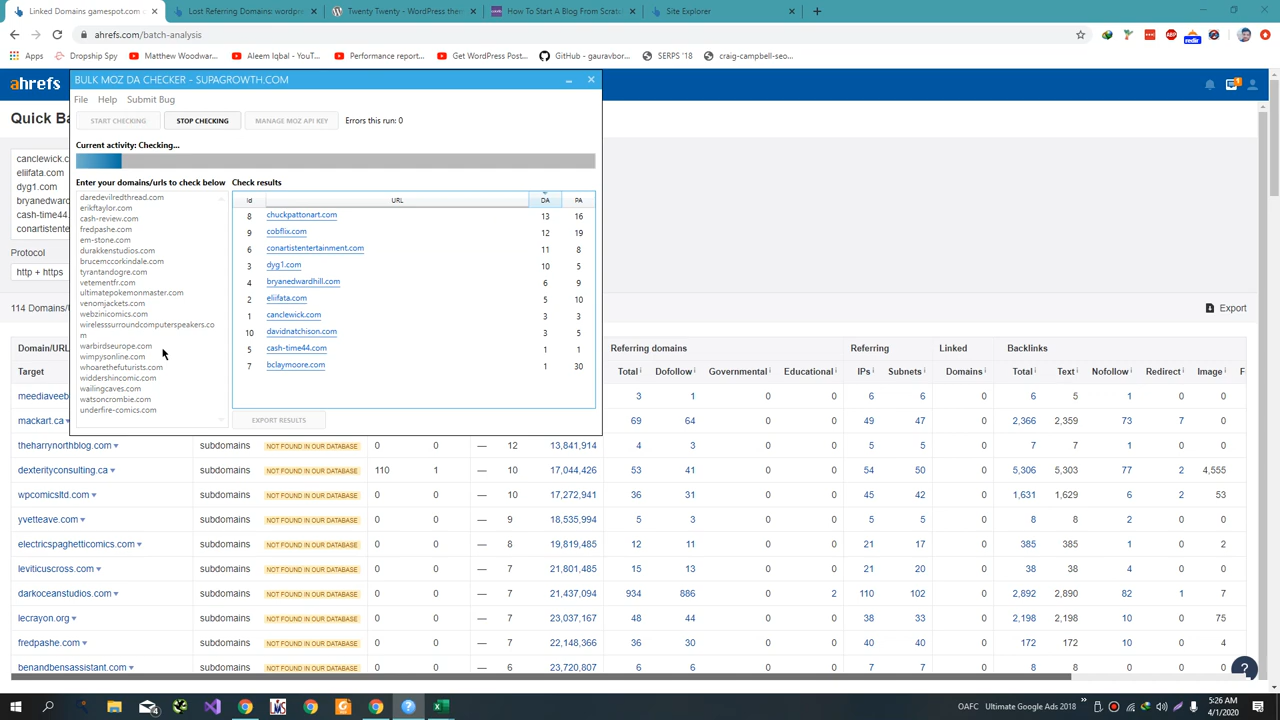 Linked Domains gamespot.com on
Lost Referring Domains: wordpr
Twenty Twenty - WordPress ther
How To Start A Blog From Scratc
Site Explorer
ahrefs.com/batch-analysis
Apps
Dropship Spy
Matthew Woodwar...
Aleem Iqbal - YouT...
Performance report...
Get WordPress Post...
GitHub - gauravbor...
SERPS '18
craig-campbell-seo...
ahrefs
BULK MOZ DA CHECKER - SUPAGROWTH.COM
File Help Submit Bug
Quick Ba
START CHECKING STOP CHECKING MANAGE MOZ API KEY Errors this run: 0
Current activity: Checking...
canclewick.c
eliifata.com
dyg1.com
bryanedward
cash-time44
conartistenter
Protocol
http + https
114 Domains/
Export
Enter your domains/urls to check below
daredevilredthread.com
erikftaylor.com
cash-review.com
fredpashe.com
em-stone.com
durakkenstudios.com
brucemccorkindale.com
tyrantandogre.com
vetementfr.com
ultimatepokemonmaster.com
venomjackets.com
webzinicomics.com
wirelesssurroundcomputerspeakers.co
m
warbirdseurope.com
wimpysonline.com
whoarethefuturists.com
widdershincomic.com
wailingcaves.com
watsoncrombie.com
underfire-comics.com
Check results
Id URL DA PA
8 chuckpattonart.com 13 16
9 cobflix.com 12 19
6 conartistentertainment.com 11 8
3 dyg1.com 10 5
4 bryanedwardhill.com 6 9
2 eliifata.com 5 10
1 canclewick.com 3 3
10 davidnatchison.com 3 5
5 cash-time44.com 1 1
7 bclaymoore.com 1 30
EXPORT RESULTS
Domain/URL Referring domains Referring Linked Backlinks
Target Total Dofollow Governmental Educational IPs Subnets Domains Total Text Nofollow Redirect Image F
meediaveeb 3 1 0 0 6 6 0 6 5 1 0 0
mackart.ca 69 64 0 0 49 47 0 2,366 2,359 73 7 0
theharrynorthblog.com subdomains NOT FOUND IN OUR DATABASE 0 0 — 12 13,841,914 4 3 0 0 5 5 0 7 7 1 0 0
dexterityconsulting.ca subdomains NOT FOUND IN OUR DATABASE 110 1 — 10 17,044,426 53 41 0 0 54 50 0 5,306 5,303 77 2 4,555
wpcomicsltd.com subdomains NOT FOUND IN OUR DATABASE 0 0 — 10 17,272,941 36 31 0 0 45 42 0 1,631 1,629 6 2 53
yvetteave.com subdomains NOT FOUND IN OUR DATABASE 0 0 — 9 18,535,994 5 3 0 0 5 5 0 8 8 2 0 0
electricspaghetticomics.com subdomains NOT FOUND IN OUR DATABASE 0 0 — 8 19,819,485 12 11 0 0 21 17 0 385 385 1 0 2
leviticuscross.com subdomains NOT FOUND IN OUR DATABASE 0 0 — 7 21,801,485 15 13 0 0 21 20 0 38 38 4 0 0
darkoceanstudios.com subdomains NOT FOUND IN OUR DATABASE 0 0 — 7 21,437,094 934 886 0 2 110 102 0 2,892 2,890 82 1 7
lecrayon.org subdomains NOT FOUND IN OUR DATABASE 0 0 — 7 23,037,167 48 44 0 0 38 33 0 2,198 2,198 10 0 75
fredpashe.com subdomains NOT FOUND IN OUR DATABASE 0 0 — 7 22,148,366 36 30 0 0 40 40 0 172 172 10 0 4
benandbensassistant.com subdomains NOT FOUND IN OUR DATABASE 0 0 — 6 23,720,807 6 6 0 0 7 7 0 8 8 0 0 0
?
OAFC Ultimate Google Ads 2018
5:26 AM
4/1/2020